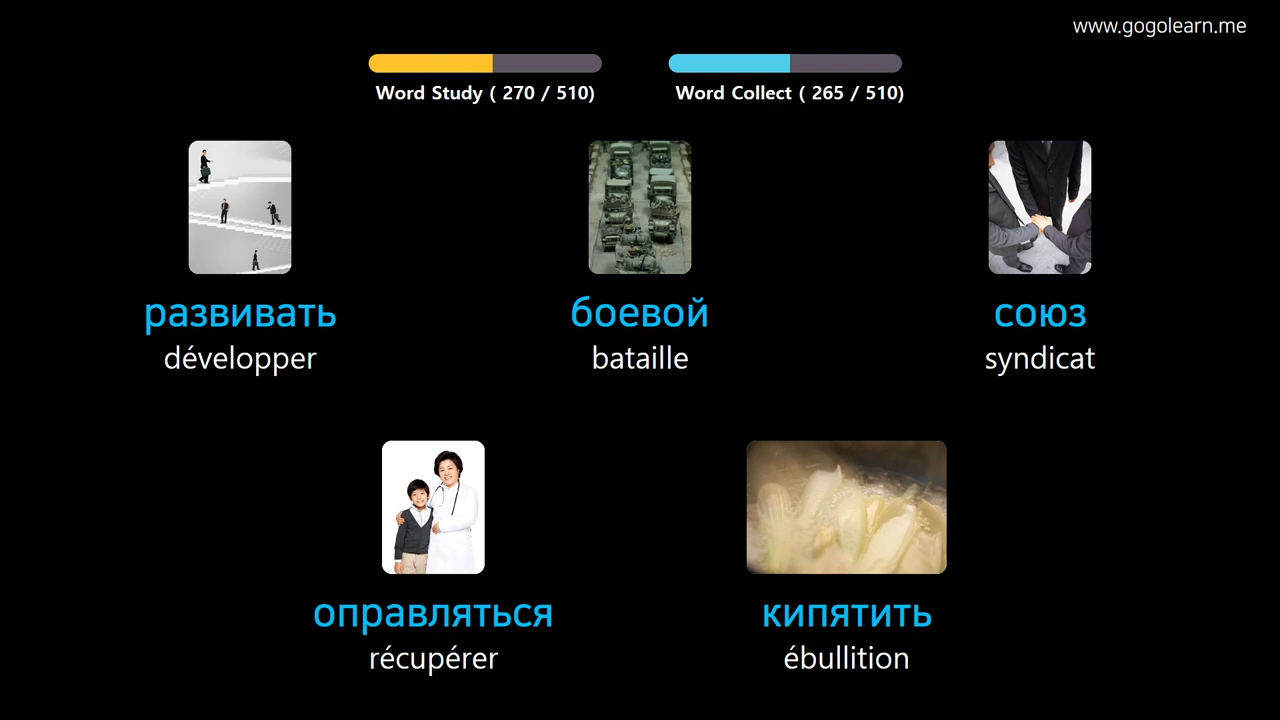 www.gogolearn.me
Word Study ( 270 / 510)
Word Collect ( 265 / 510)
развивать
développer
боевой
bataille
союз
syndicat
оправляться
récupérer
кипятить
ébullition